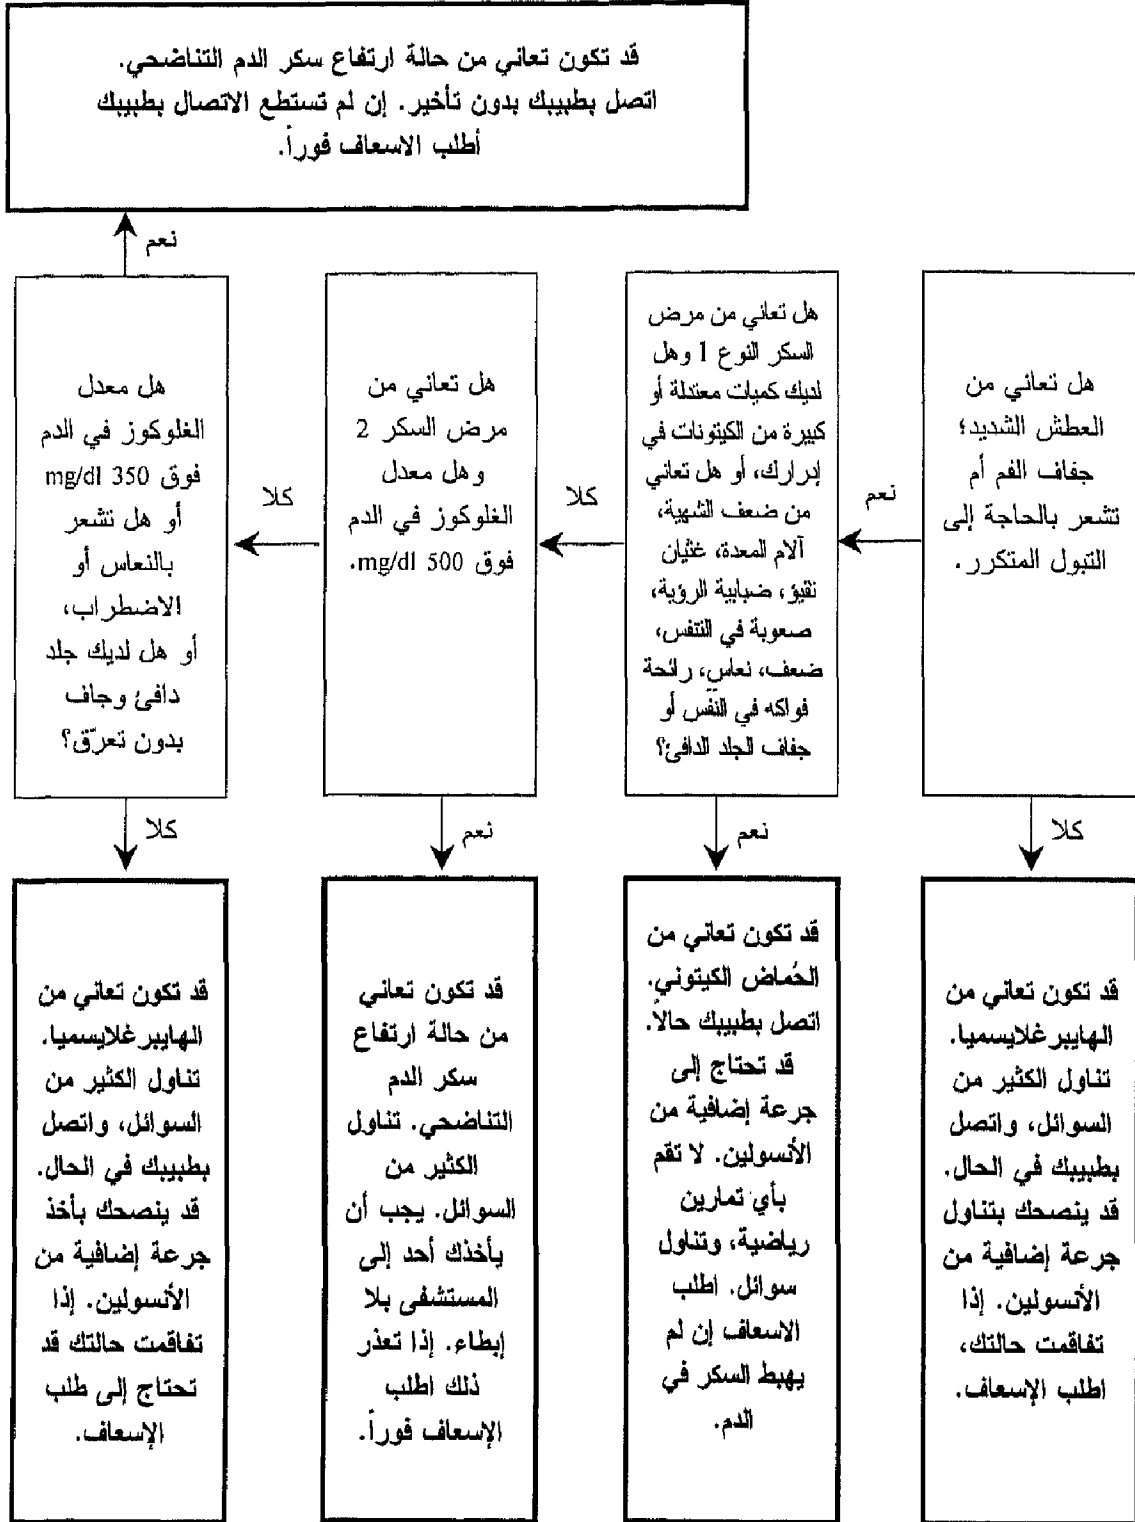 قد تكون تعاني من حالة ارتفاع سكر الدم التناضحي.
اتصل بطبيبك بدون تأخير. إن لم تستطع الاتصال بطبيبك
أطلب الاسعاف فوراً.
نعم
هل تعاني من
العطش الشديد؛
جفاف الفم أم
تشعر بالحاجة إلى
التبول المتكرر.
نعم
هل تعاني من مرض
السكر النوع 1 وهل
لديك كميات معتدلة أو
كبيرة من الكيتونات في
إدرارك، أو هل تعاني
من ضعف الشهية،
آلام المعدة، غثيان
تقيؤ، ضبابية الرؤية،
صعوبة في التنفس،
ضعف، نعاس، رائحة
فواكه في النَفَس أو
جفاف الجلد الدافئ؟
كلا
هل تعاني من
مرض السكر 2
وهل معدل
الغلوكوز في الدم
فوق 500 mg/dl.
كلا
هل معدل
الغلوكوز في الدم
فوق 350 mg/dl
أو هل تشعر
بالنعاس أو
الاضطراب،
أو هل لديك جلد
دافئ وجاف
بدون تعرّق؟
كلا
نعم
نعم
كلا
قد تكون تعاني من
الهايبرغلايسميا.
تناول الكثير من
السوائل، واتصل
بطبيبك في الحال.
قد ينصحك بتناول
جرعة إضافية من
الأنسولين. إذا
تفاقمت حالتك،
اطلب الإسعاف.
قد تكون تعاني من
الحُماض الكيتوني.
اتصل بطبيبك حالاً.
قد تحتاج إلى
جرعة إضافية من
الأنسولين. لا تقم
بأي تمارين
رياضية، وتناول
سوائل. اطلب
الاسعاف إن لم
يهبط السكر في
الدم.
قد تكون تعاني
من حالة ارتفاع
سكر الدم
التناضحي. تناول
الكثير من
السوائل. يجب أن
يأخذك أحد إلى
المستشفى بلا
إبطاء. إذا تعذر
ذلك اطلب
الإسعاف فوراً.
قد تكون تعاني من
الهايبرغلايسميا.
تناول الكثير من
السوائل، واتصل
بطبيبك في الحال.
قد ينصحك بأخذ
جرعة إضافية من
الأنسولين. إذا
تفاقمت حالتك قد
تحتاج إلى طلب
الإسعاف.